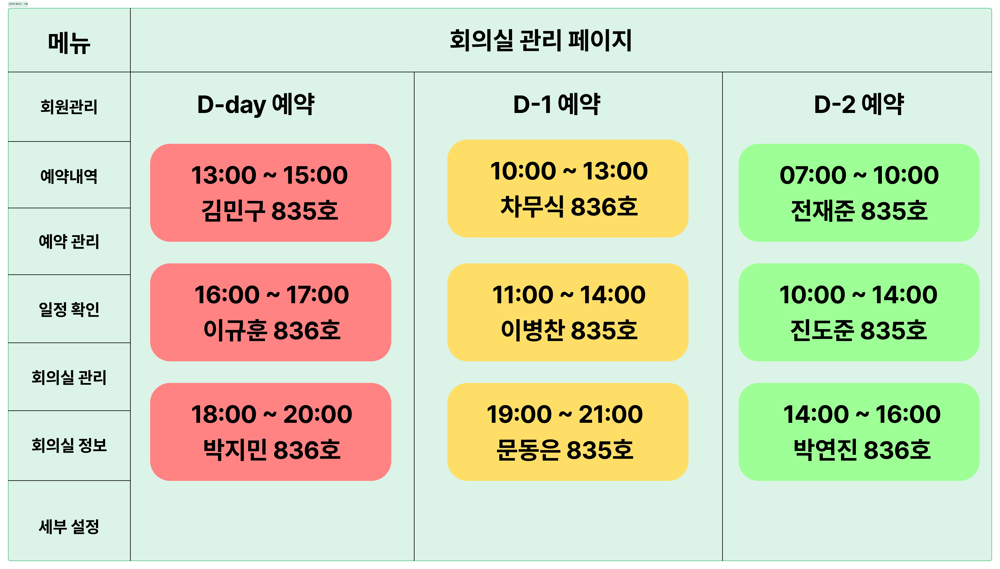 관리자 페이지 - 기본
메뉴
회의실 관리 페이지
회원관리
예약내역
예약 관리
일정 확인
회의실 관리
회의실 정보
세부 설정
D-day 예약
13:00 ~ 15:00
김민구 835호
16:00 ~ 17:00
이규훈 836호
18:00 ~ 20:00
박지민 836호
D-1 예약
10:00 ~ 13:00
차무식 836호
11:00 ~ 14:00
이병찬 835호
19:00 ~ 21:00
문동은 835호
D-2 예약
07:00 ~ 10:00
전재준 835호
10:00 ~ 14:00
진도준 835호
14:00 ~ 16:00
박연진 836호